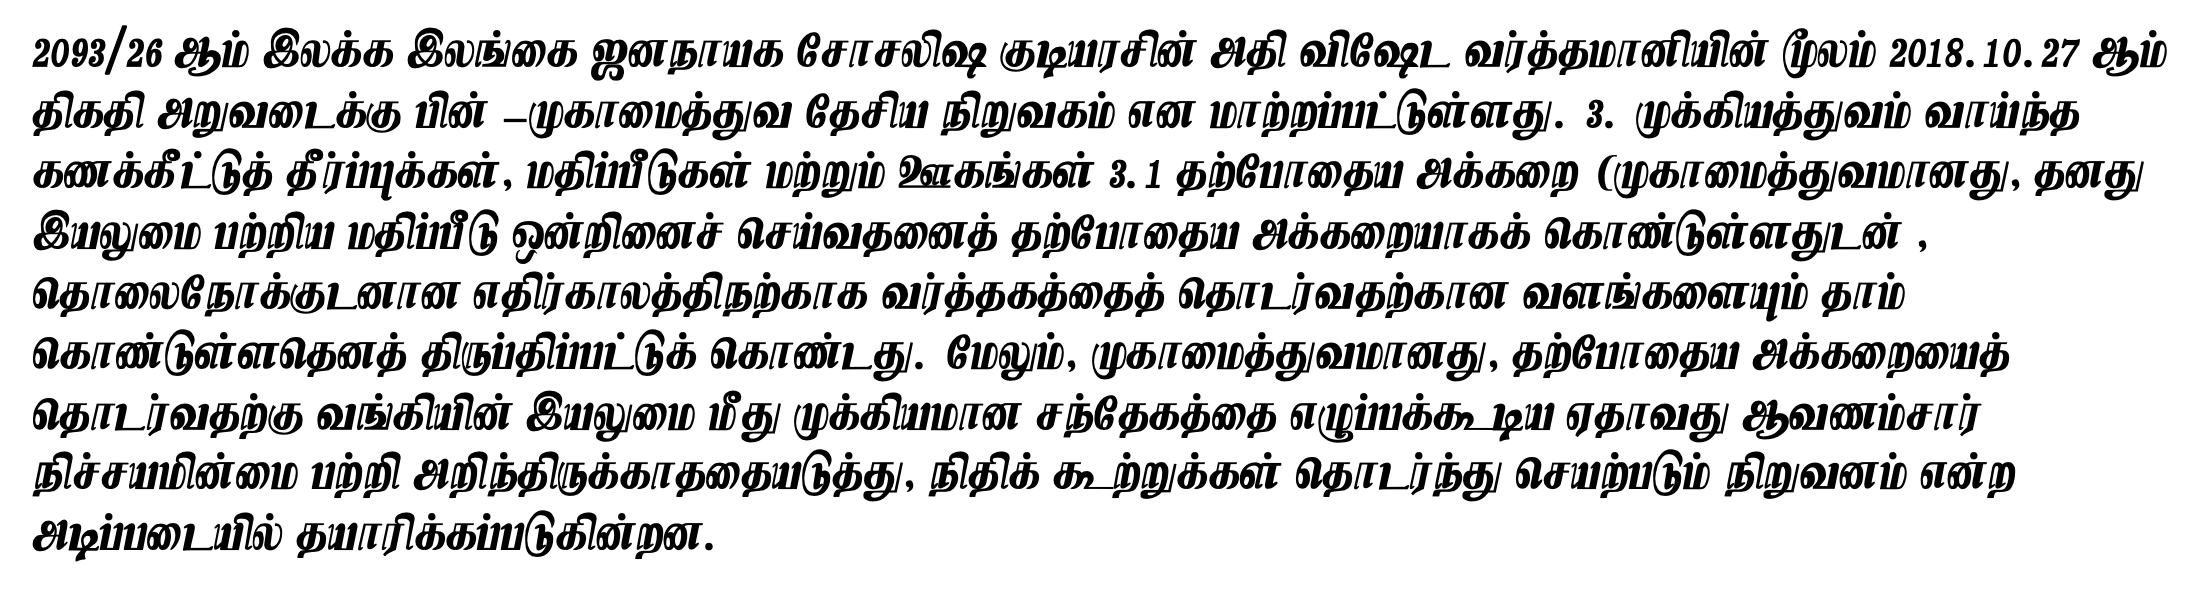 2093/26 ஆம் இலக்க இலங்கை ஜனநாயக சோசலிஷ குடியரசின் அதி விஷேட வர்த்தமானியின் மூலம் 2018.10.27 ஆம்
திகதி அறுவடைக்கு பின் –முகாமைத்துவ தேசிய நிறுவகம் என மாற்றப்பட்டுள்ளது. 3. முக்கியத்துவம் வாய்ந்த
கணக்கீட்டுத் தீர்ப்புக்கள், மதிப்பீடுகள் மற்றும் ஊகங்கள் 3.1 தற்போதைய அக்கறை (முகாமைத்துவமானது, தனது
இயலுமை பற்றிய மதிப்பீடு ஒன்றினைச் செய்வதனைத் தற்போதைய அக்கறையாகக் கொண்டுள்ளதுடன் ,
தொலைநோக்குடனான எதிர்காலத்திநற்காக வர்த்தகத்தைத் தொடர்வதற்கான வளங்களையும் தாம்
கொண்டுள்ளதெனத் திருப்திப்பட்டுக் கொண்டது. மேலும், முகாமைத்துவமானது, தற்போதைய அக்கறையைத்
தொடர்வதற்கு வங்கியின் இயலுமை மீது முக்கியமான சந்தேகத்தை எழுப்பக்கூடிய ஏதாவது ஆவணம்சார்
நிச்சயமின்மை பற்றி அறிந்திருக்காததையடுத்து, நிதிக் கூற்றுக்கள் தொடர்ந்து செயற்படும் நிறுவனம் என்ற
அடிப்படையில் தயாரிக்கப்படுகின்றன.